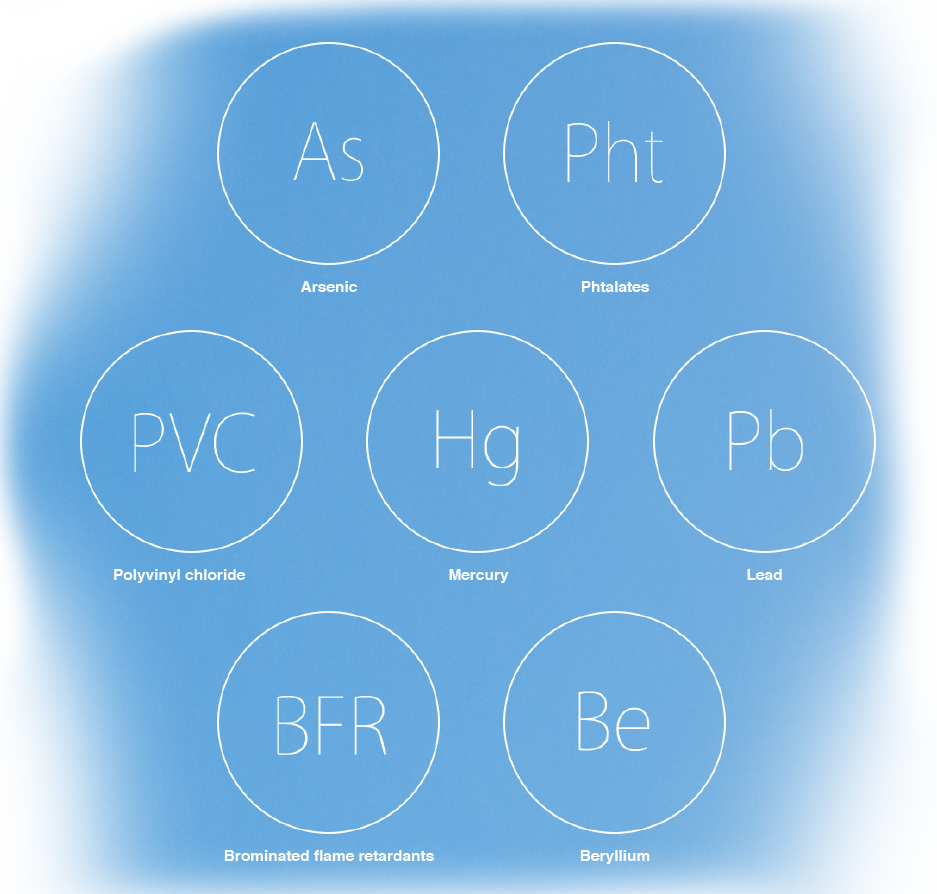 As
Pht
Arsenic
Phtalates
PVC
Hg
Pb
Polyvinyl chloride
Mercury
Lead
BFR
Be
Brominated flame retardants
Beryllium